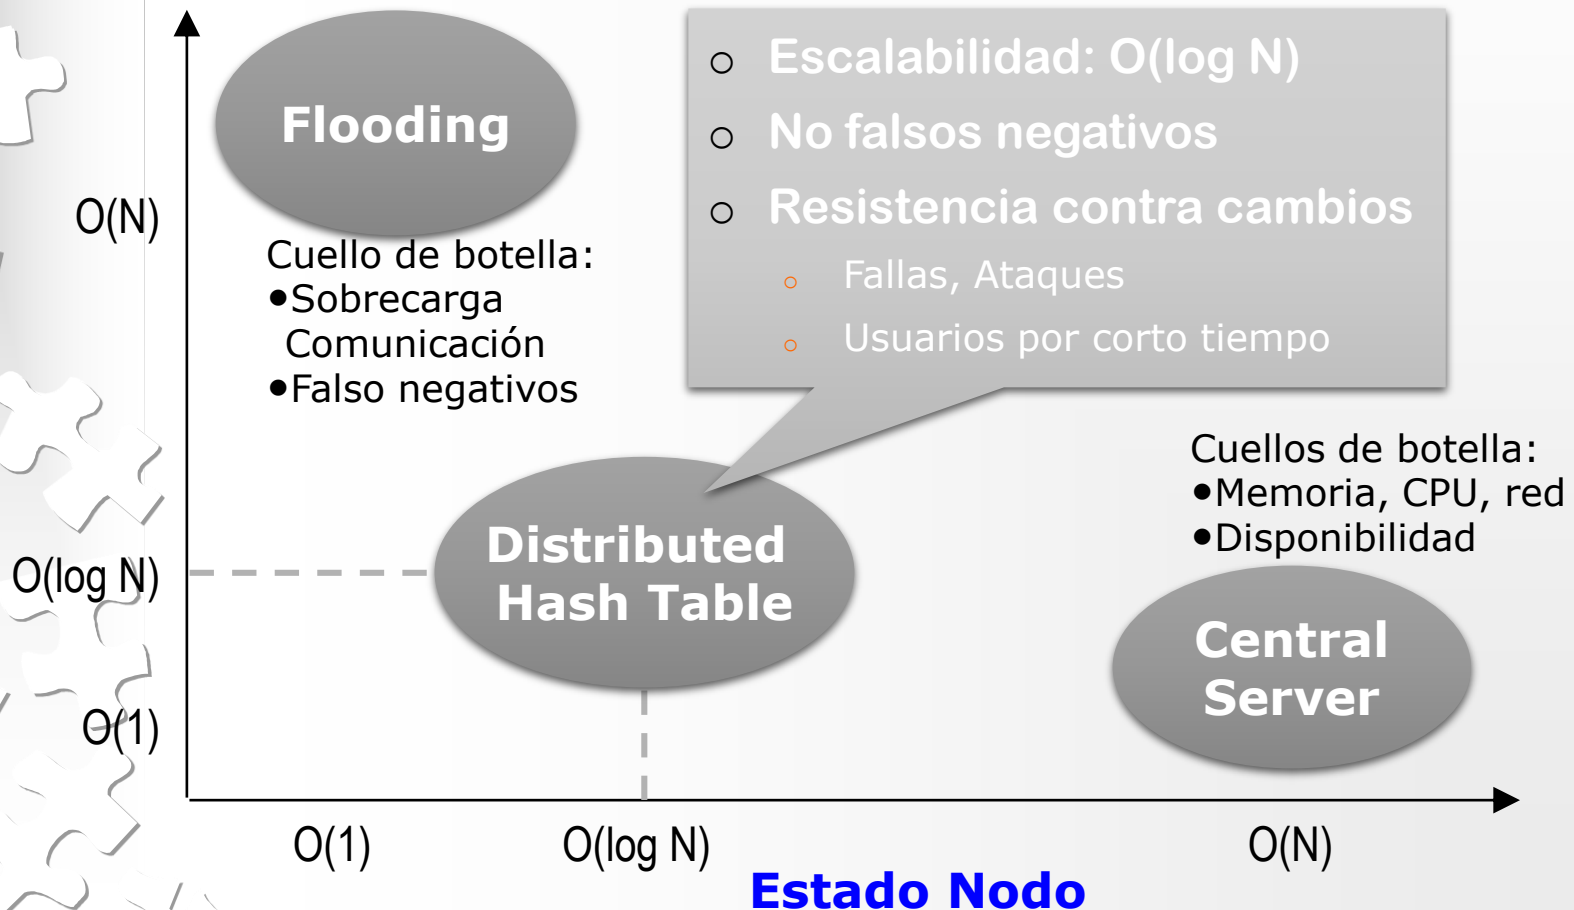 Flooding
Escalabilidad: O(log N)
No falsos negativos
Resistencia contra cambios
Fallas, Ataques
Usuarios por corto tiempo
O(N)
Cuello de botella:
•Sobrecarga
Comunicación
•Falso negativos
Cuellos de botella:
•Memoria, CPU, red
•Disponibilidad
Distributed
Hash Table
O(log N)
Central
Server
O(1)
O(1)
O(log N)
O(N)
Estado Nodo